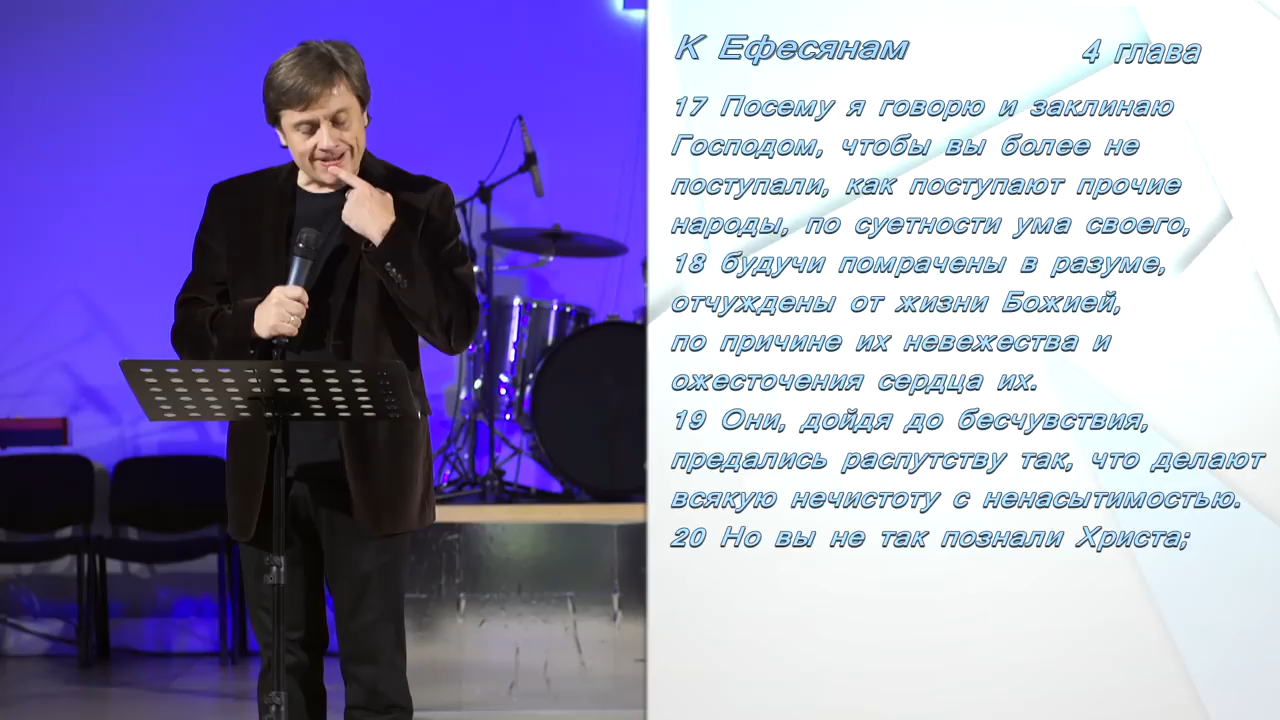 К Ефесянам 4 глава
17 Посему я говорю и заклинаю
Господом, чтобы вы более не
поступали, как поступают прочие
народы, по суетности ума своего,
18 будучи помрачены в разуме,
отчуждены от жизни Божией,
по причине их невежества и
ожесточения сердца их.
19 Они, дойдя до бесчувствия,
предались распутству так, что делают
всякую нечистоту с ненасытимостью.
20 Но вы не так познали Христа;